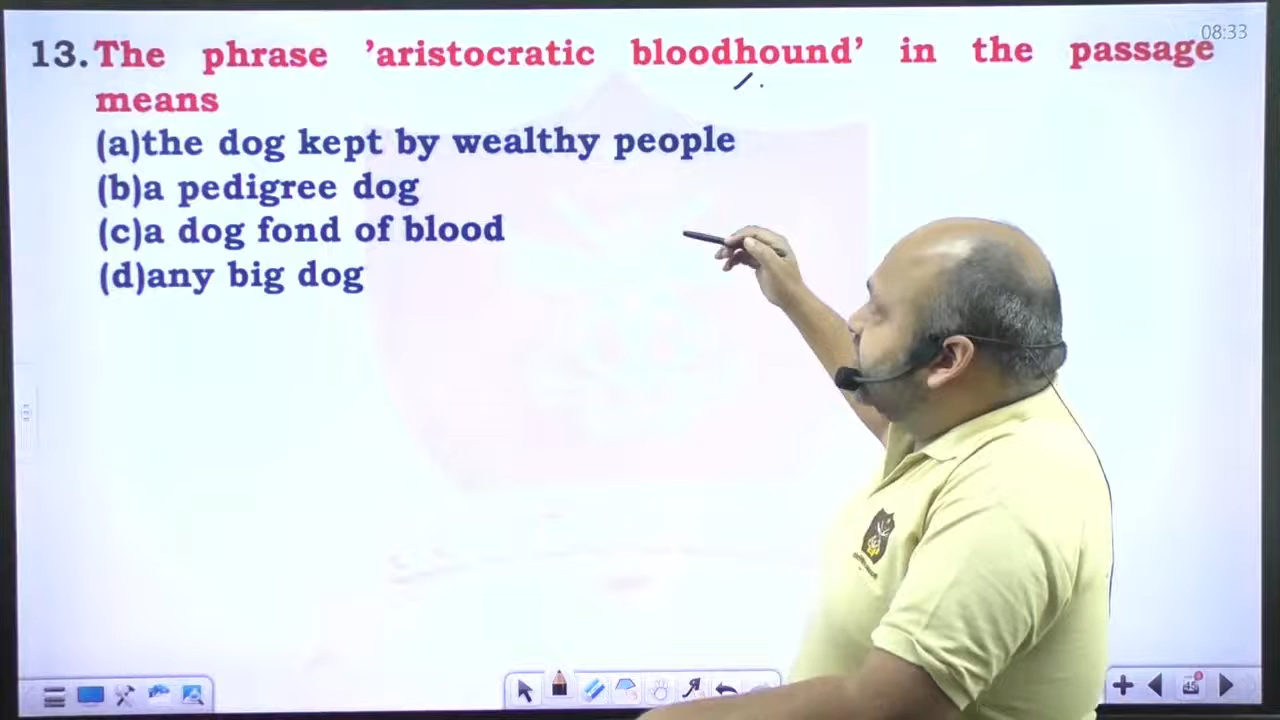 08:33
13. The phrase ’aristocratic bloodhound’ in the passage
means
(a)the dog kept by wealthy people
(b)a pedigree dog
(c)a dog fond of blood
(d)any big dog
45